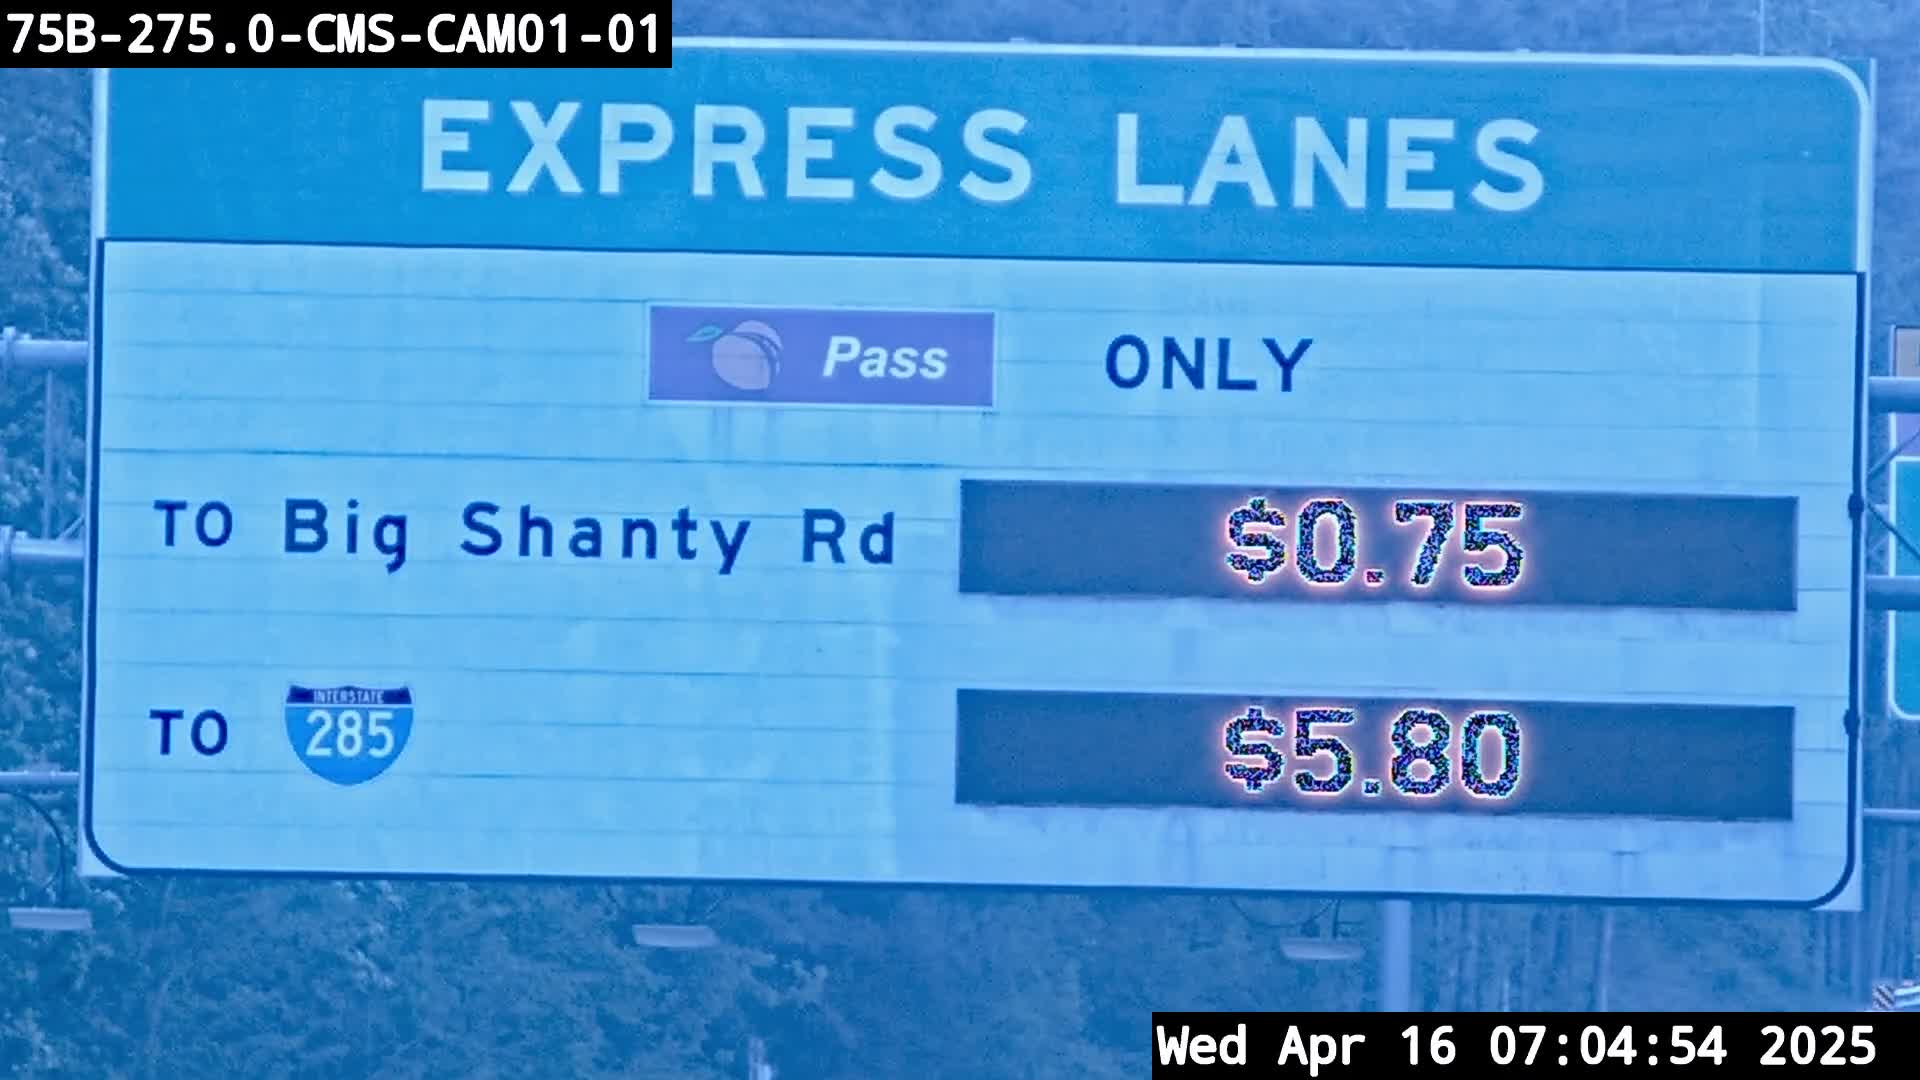 75B-275.0-CMS-CAM01-01
EXPRESS LANES
Pass ONLY
TO Big Shanty Rd $0.75
TO INTERSTATE 285 $5.80
Wed Apr 16 07:04:54 2025